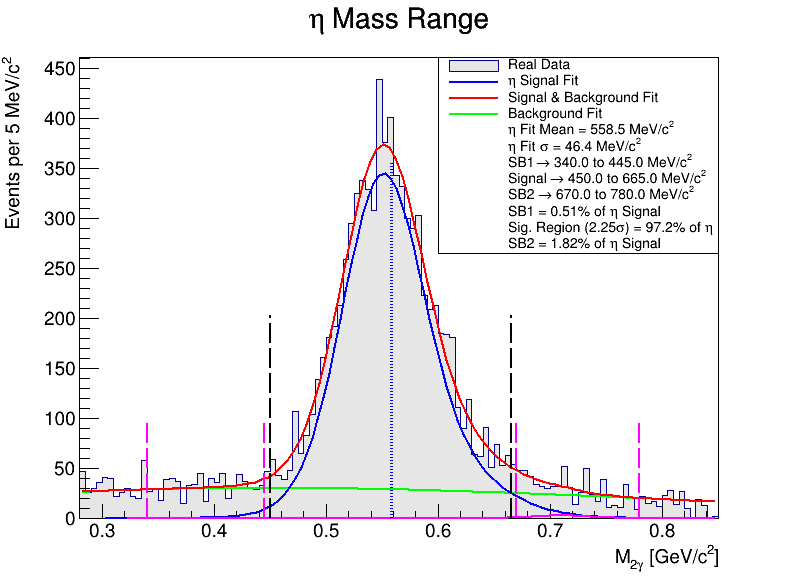 η Mass Range
Events per 5 MeV/c²
450
400
350
300
250
200
150
100
50
0
0.3 0.4 0.5 0.6 0.7 0.8
M₂γ [GeV/c²]
Real Data
η Signal Fit
Signal & Background Fit
Background Fit
η Fit Mean = 558.5 MeV/c²
η Fit σ = 46.4 MeV/c²
SB1 → 340.0 to 445.0 MeV/c²
Signal → 450.0 to 665.0 MeV/c²
SB2 → 670.0 to 780.0 MeV/c²
SB1 = 0.51% of η Signal
Sig. Region (2.25σ) = 97.2% of η
SB2 = 1.82% of η Signal